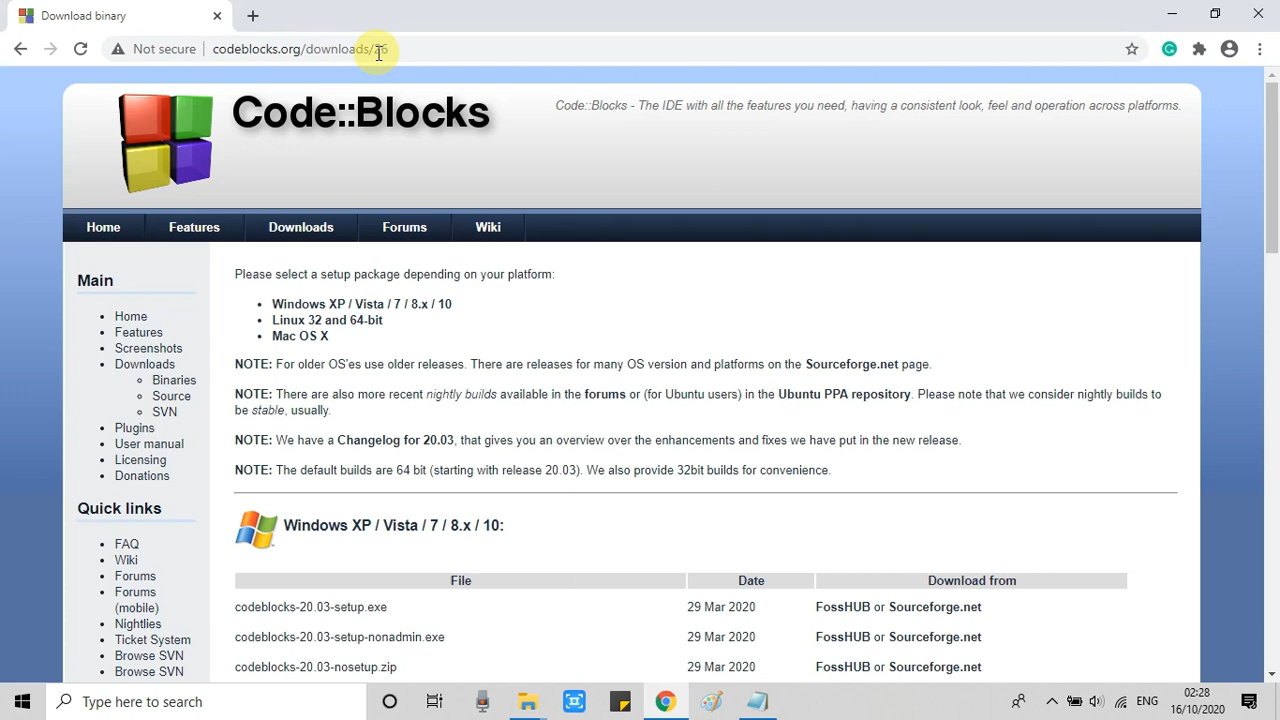 Download binary
Not secure
codeblocks.org/downloads/26
Code::Blocks
Code::Blocks - The IDE with all the features you need, having a consistent look, feel and operation across platforms.
Home Features Downloads Forums Wiki
Main
Home
Features
Screenshots
Downloads
Binaries
Source
SVN
Plugins
User manual
Licensing
Donations
Quick links
FAQ
Wiki
Forums
Forums
(mobile)
Nightlies
Ticket System
Browse SVN
Browse SVN
Please select a setup package depending on your platform:
Windows XP / Vista / 7 / 8.x / 10
Linux 32 and 64-bit
Mac OS X
NOTE: For older OS'es use older releases. There are releases for many OS version and platforms on the Sourceforge.net page.
NOTE: There are also more recent nightly builds available in the forums or (for Ubuntu users) in the Ubuntu PPA repository. Please note that we consider nightly builds to
be stable, usually.
NOTE: We have a Changelog for 20.03, that gives you an overview over the enhancements and fixes we have put in the new release.
NOTE: The default builds are 64 bit (starting with release 20.03). We also provide 32bit builds for convenience.
Windows XP / Vista / 7 / 8.x / 10:
File Date Download from
codeblocks-20.03-setup.exe 29 Mar 2020 FossHUB or Sourceforge.net
codeblocks-20.03-setup-nonadmin.exe 29 Mar 2020 FossHUB or Sourceforge.net
codeblocks-20.03-nosetup.zip 29 Mar 2020 FossHUB or Sourceforge.net
Type here to search
ENG
02:28
16/10/2020